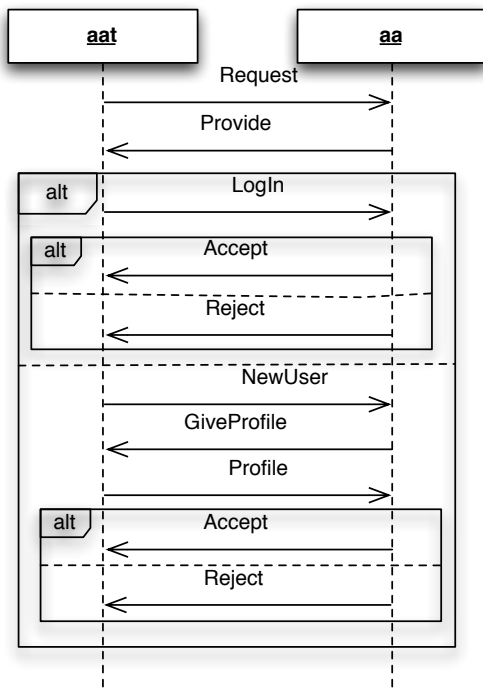 aat
aa
Request
Provide
alt
LogIn
alt
Accept
Reject
NewUser
GiveProfile
Profile
alt
Accept
Reject